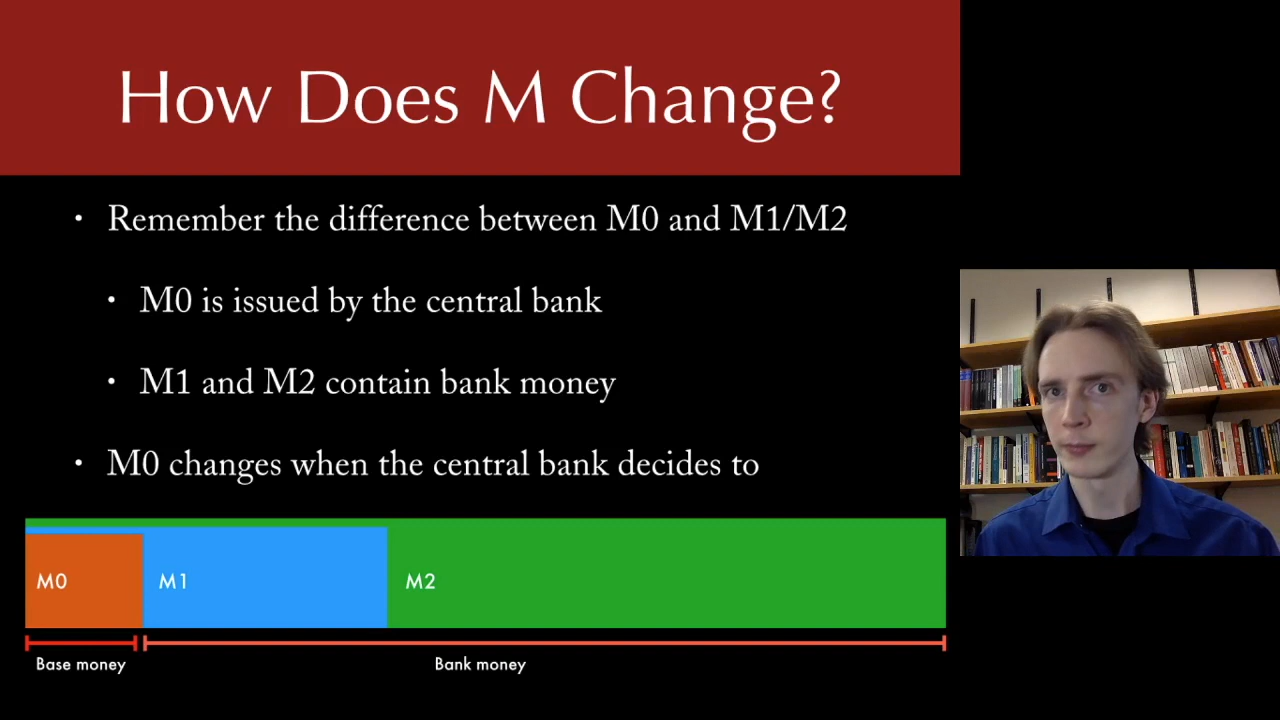 How Does M Change?
• Remember the difference between M0 and M1/M2
• M0 is issued by the central bank
• M1 and M2 contain bank money
• M0 changes when the central bank decides to
M0 M1 M2
Base money Bank money